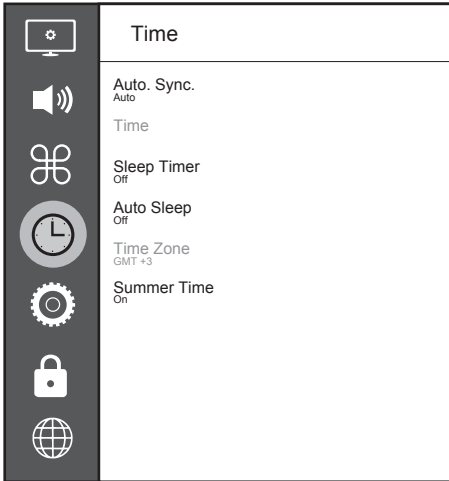 Time
Auto. Sync.
Auto
Time
Sleep Timer
Off
Auto Sleep
Off
Time Zone
GMT +3
Summer Time
On